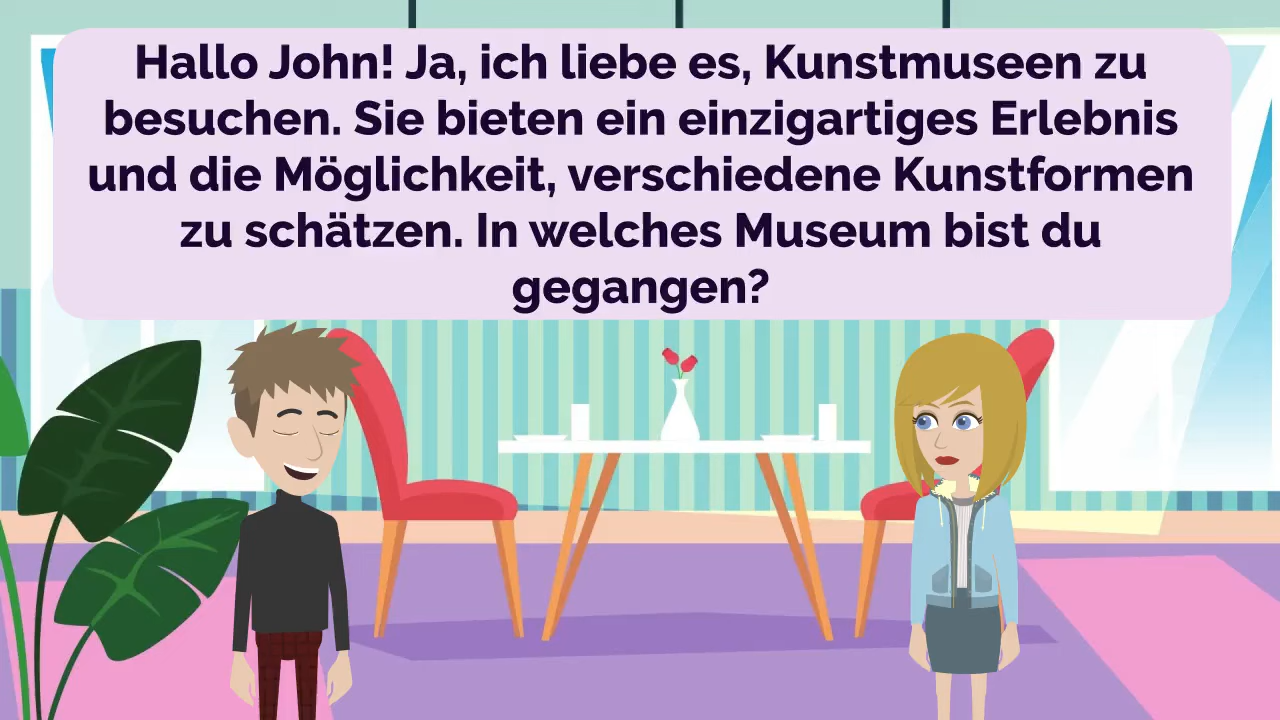 Hallo John! Ja, ich liebe es, Kunstmuseen zu
besuchen. Sie bieten ein einzigartiges Erlebnis
und die Möglichkeit, verschiedene Kunstformen
zu schätzen. In welches Museum bist du
gegangen?